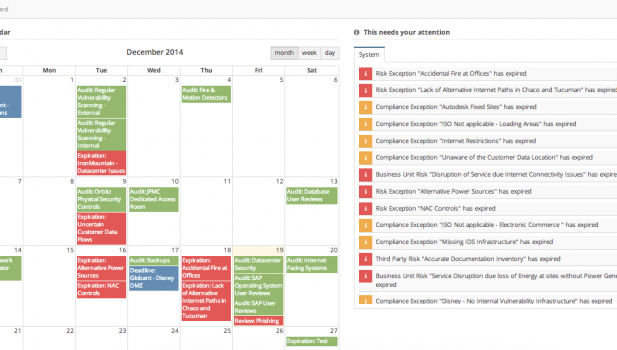 ard
dar
This needs your attention
December 2014
month week day
System
Mon Tue Wed Thu Fri Sat
30 1 2 3 4 5 6
Audit: Regular
Vulnerability
Scanning -
External
Audit: Regular
Vulnerability
Scanning -
Internal
Expiration:
IronMountain -
Datacenter Issues
Audit: Fire &
Motion Detectors
7 8 9 10 11 12 13
Audit: Orbitz
Physical Security
Controls
Expiration:
Uncertain
Customer Data
Flows
Audit: JPMC
Dedicated Access
Room
Audit: Database
User Reviews
14 15 16 17 18 19 20
work
ator
Expiration:
Alternative Power
Sources
Expiration: NAC
Controls
Audit: Backups
Deadline:
Globant - Disney
DMZ
Expiration:
Accidental Fire at
Offices
Expiration: Lack
of Alternative
Internet Paths in
Chaco and
Tucuman
Audit: Datacenter
Security
Audit: SAP
Operating System
User Reviews
Audit: SAP User
Reviews
Review: Phishing
Audit: Internet
Facing Systems
21 22 23 24 25 26 27
Expiration: Test
Risk Exception "Accidental Fire at Offices" has expired
Risk Exception "Lack of Alternative Internet Paths in Chaco and Tucuman" has expired
Compliance Exception "Autodesk Fixed Sites" has expired
Compliance Exception "ISO Not applicable - Loading Areas" has expired
Compliance Exception "Internet Restrictions" has expired
Compliance Exception "Unaware of the Customer Data Location" has expired
Business Unit Risk "Disruption of Service due Internet Connectivity Issues" has expired
Risk Exception "Alternative Power Sources" has expired
Risk Exception "NAC Controls" has expired
Compliance Exception "ISO Not applicable - Electronic Commerce " has expired
Compliance Exception "Missing IDS Infrastructure" has expired
Third Party Risk "Accurate Documentation Inventory" has expired
Business Unit Risk "Service Disruption due loss of Energy at sites without Power Gene
has expired
Compliance Exception "Disney - No Internal Vulnerability Infrastructure" has expired